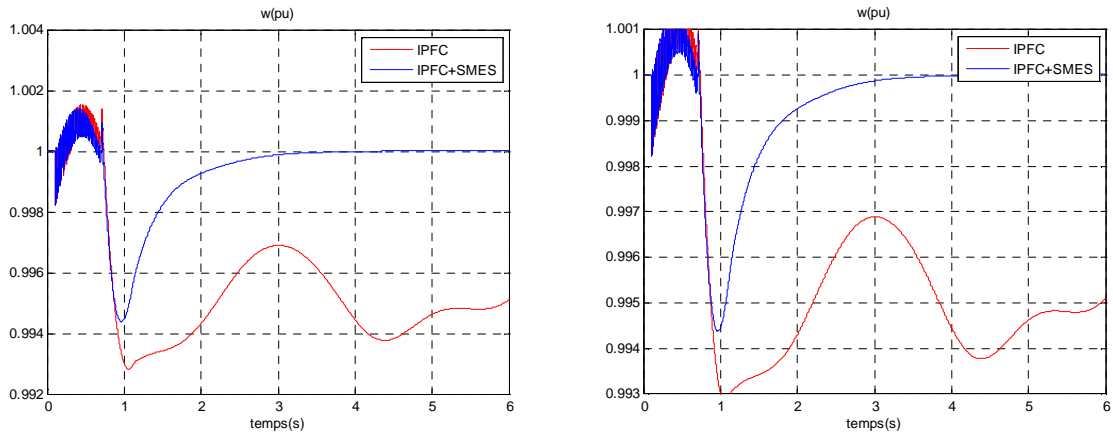 w(pu)
1.004
1.002
1
0.998
0.996
0.994
0.992
0 1 2 3 4 5 6
temps(s)
IPFC
IPFC+SMES
w(pu)
1.001
1
0.999
0.998
0.997
0.996
0.995
0.994
0.993
0 1 2 3 4 5 6
temps(s)
IPFC
IPFC+SMES